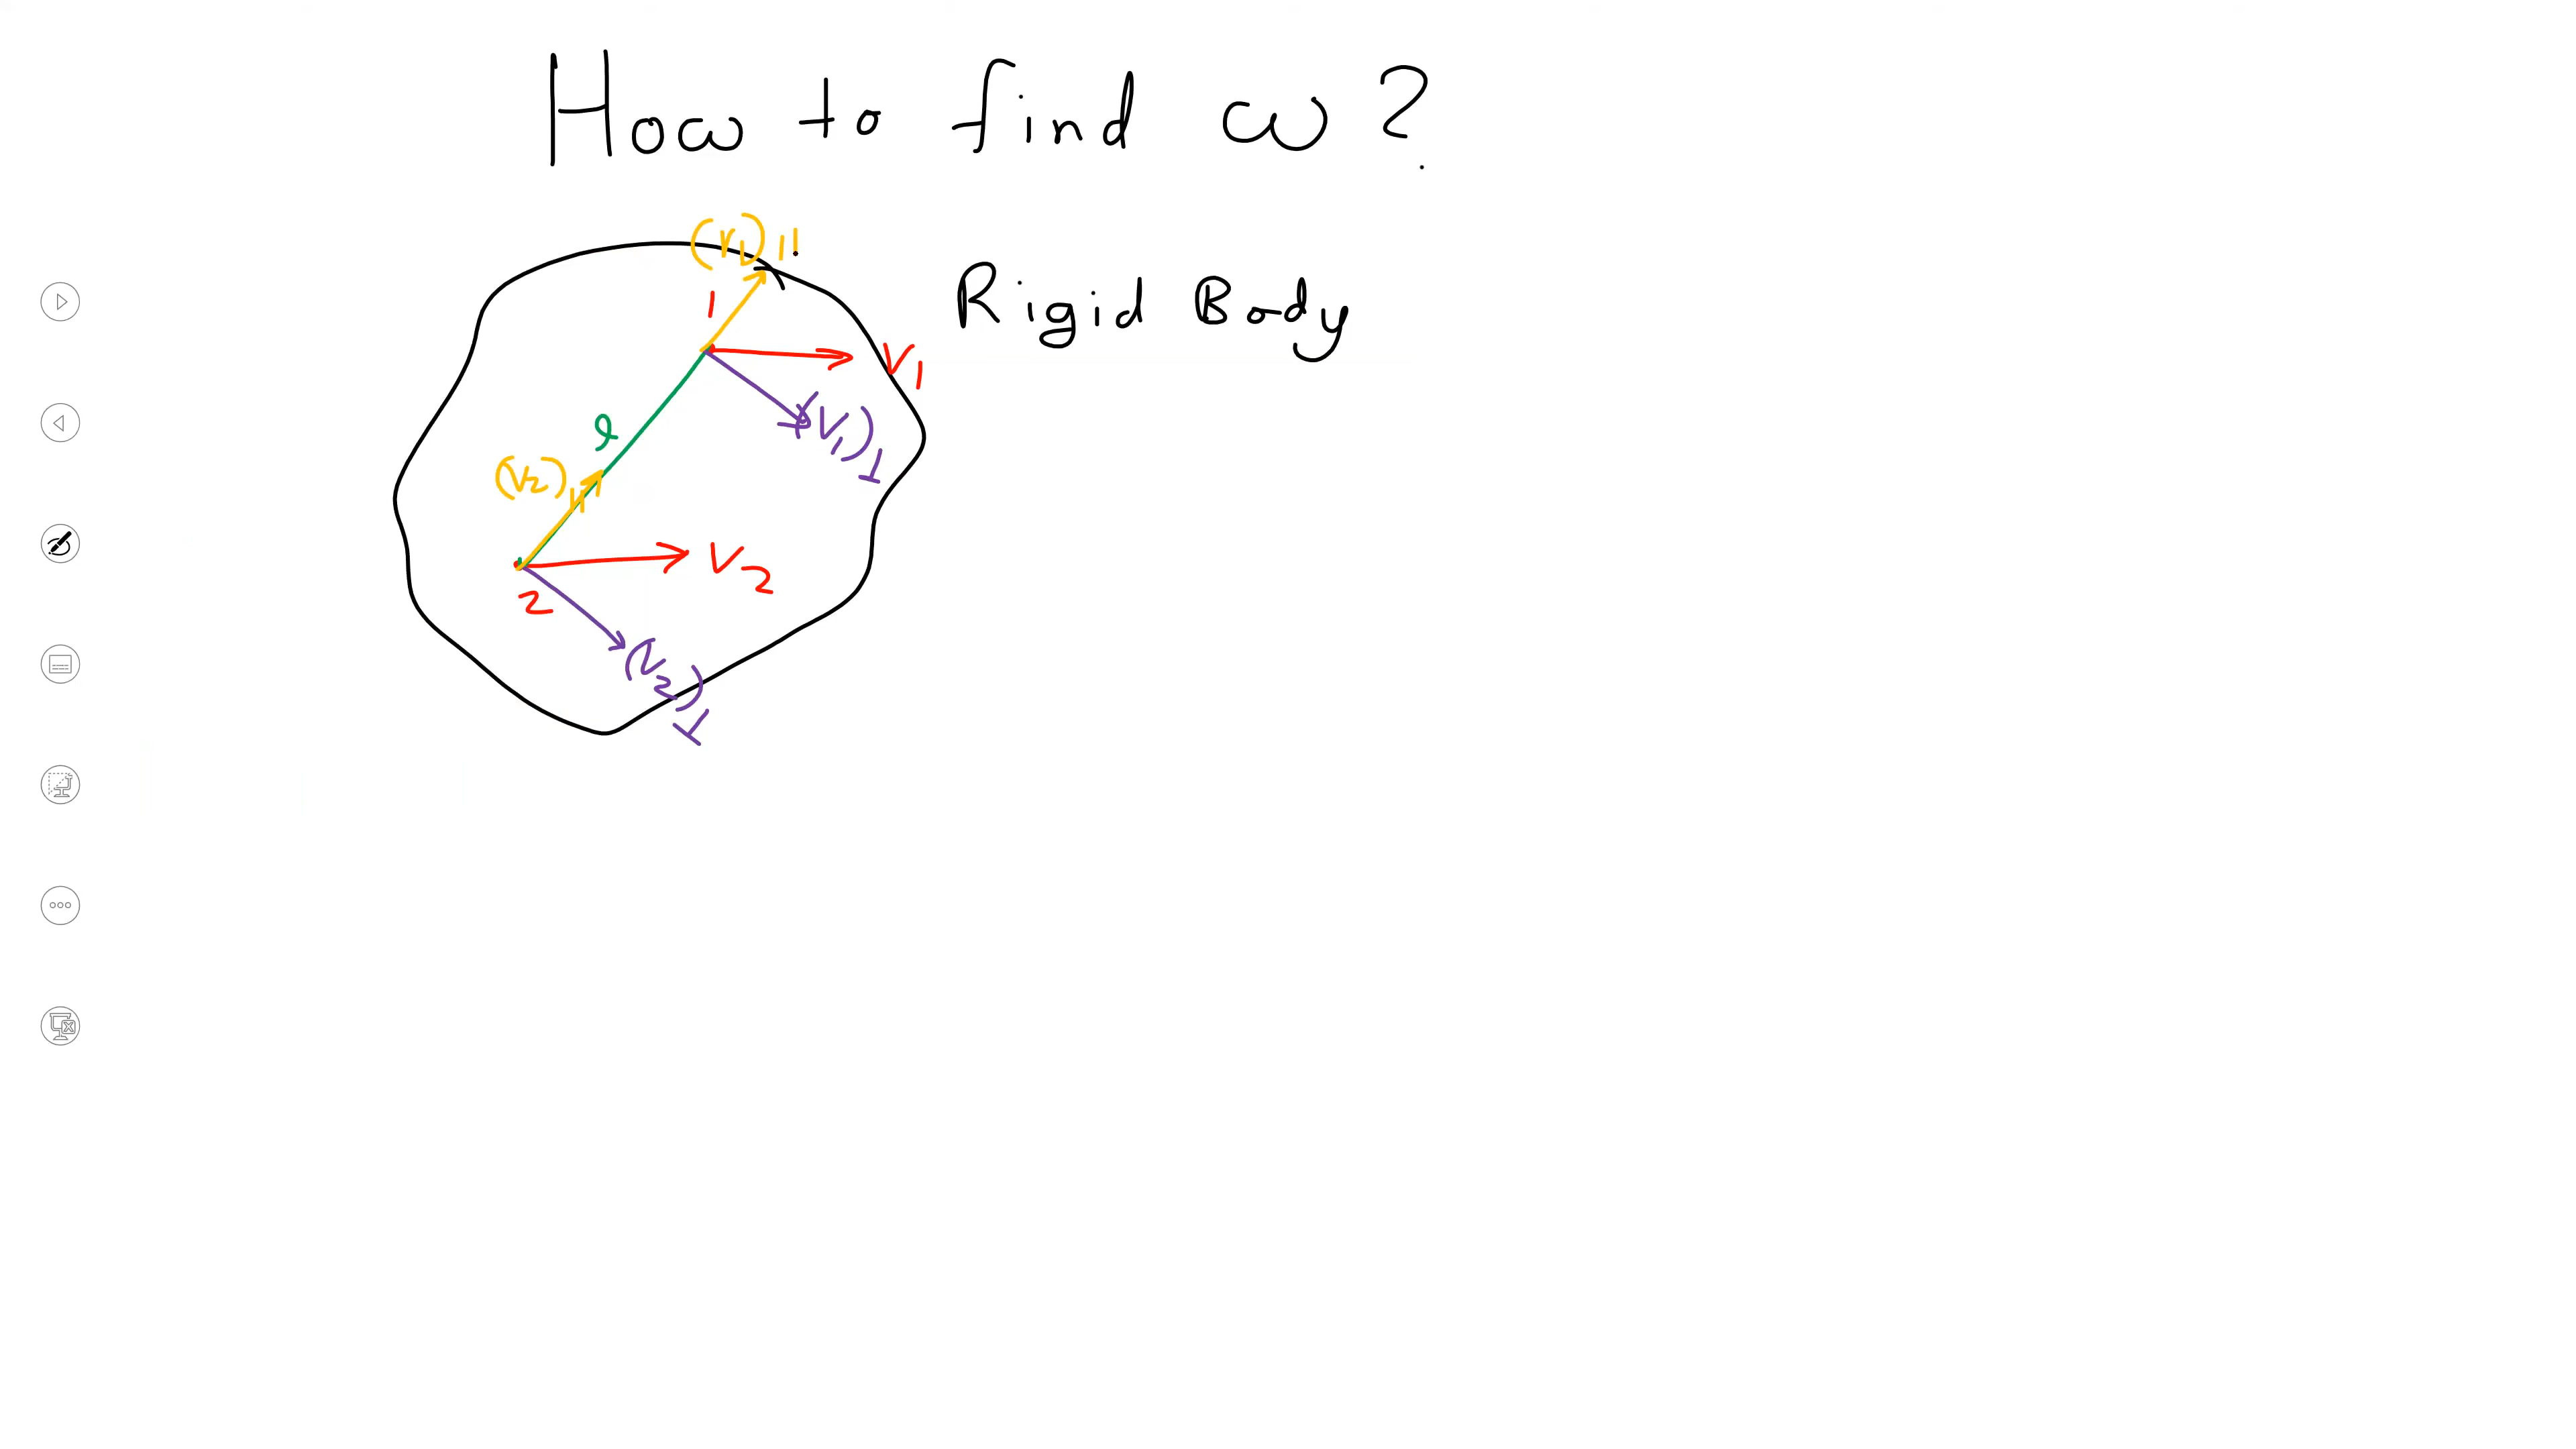 How to find ω?
(V₁)∥
1
Rigid Body
V₁
ℓ
(V₁)⊥
(V₂)∥
V₂
2
(V₂)⊥